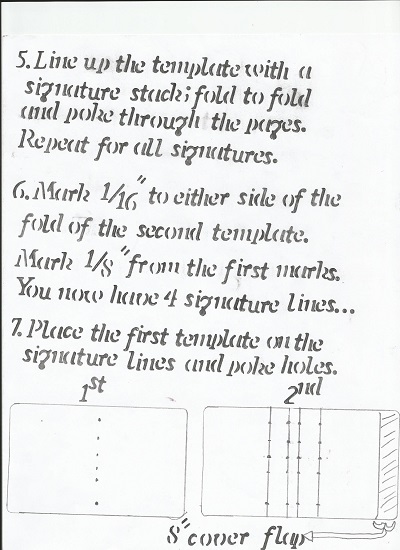 5. Line up the template with a
signature stack; fold to fold
and poke through the pages.
Repeat for all signatures.
6. Mark 1/16" to either side of the
fold of the second template.
Mark 1/8" from the first marks.
You now have 4 signature lines...
7. Place the first template on the
signature lines and poke holes.
1st
2nd
8" cover flap